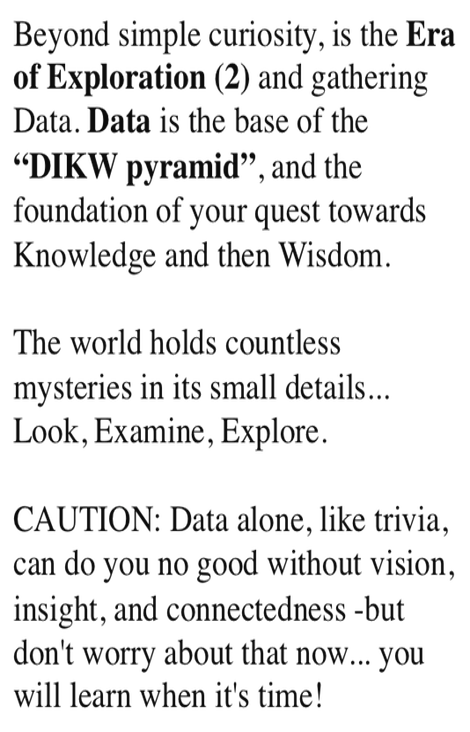 Beyond simple curiosity, is the Era
of Exploration (2) and gathering
Data. Data is the base of the
“DIKW pyramid”, and the
foundation of your quest towards
Knowledge and then Wisdom.
The world holds countless
mysteries in its small details...
Look, Examine, Explore.
CAUTION: Data alone, like trivia,
can do you no good without vision,
insight, and connectedness -but
don't worry about that now... you
will learn when it's time!